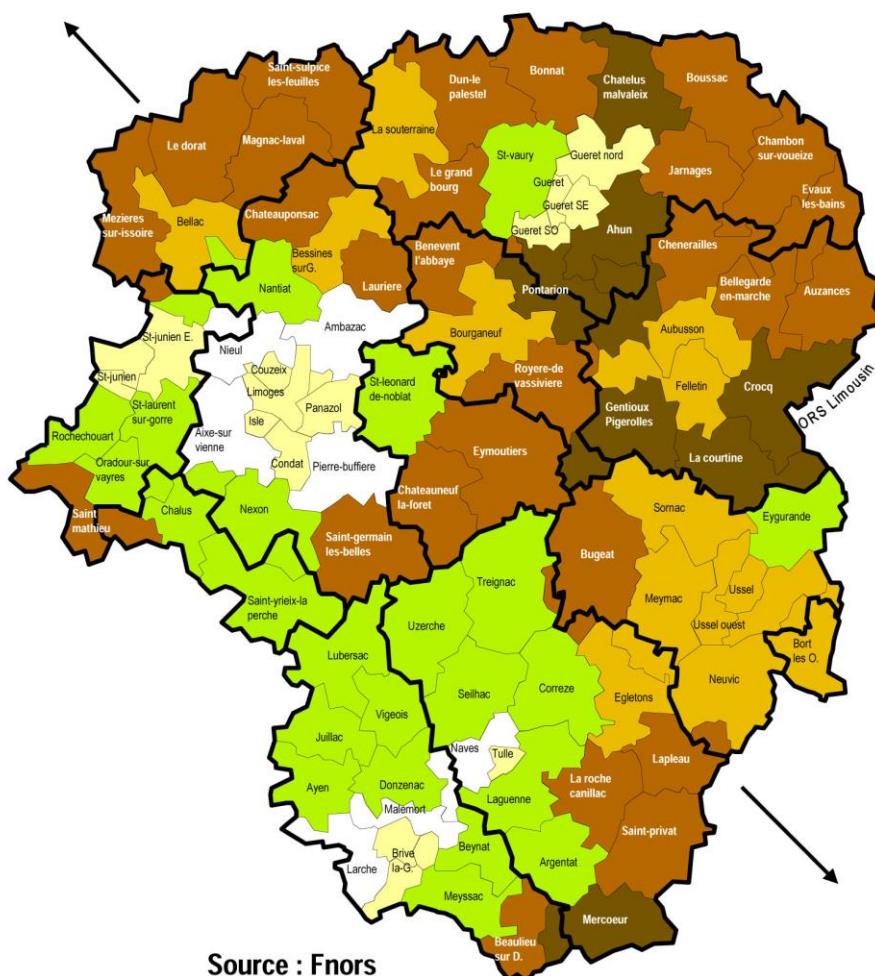 Saint-sulpice
les-feuilles
Dun-le
palestel
Bonnat
Chatelus
malvaleix
Boussac
Le dorat
Magnac-laval
La souterraine
St-vaury
Gueret nord
Chambon
sur-voueize
Le grand
bourg
Gueret
Jarnages
Gueret SE
Evaux
les-bains
Mezieres
sur-issoire
Bellac
Chateauponsac
Gueret SO
Ahun
Bessines
surG.
Benevent
l'abbaye
Chenerailles
Lauriere
Nantiat
Pontarion
Bellegarde
en-marche
Auzances
Ambazac
Bourganeuf
Aubusson
St-junien E.
Nieul
Couzeix
St-junien
Limoges
St-leonard
de-noblat
Royere-de
vassiviere
Felletin
Crocq
ORS Limousin
Panazol
St-laurent
sur-gorre
Isle
Gentioux
Pigerolles
Rochechouart
Aixe-sur
vienne
Eymoutiers
La courtine
Oradour-sur
vayres
Condat
Pierre-buffiere
Chateauneuf
la-foret
Saint
mathieu
Chalus
Nexon
Saint-germain
les-belles
Sornac
Eygurande
Bugeat
Treignac
Ussel
Meymac
Saint-yrieix-la
perche
Uzerche
Ussel ouest
Bort
les O.
Lubersac
Neuvic
Seilhac
Correze
Egletons
Vigeois
Juillac
Naves
Tulle
Lapleau
Ayen
Donzenac
La roche
canillac
Laguenne
Malemort
Saint-privat
Brive
la-G.
Beynat
Larche
Argentat
Meyssac
Mercoeur
Beaulieu
sur D.
Source : Fnors